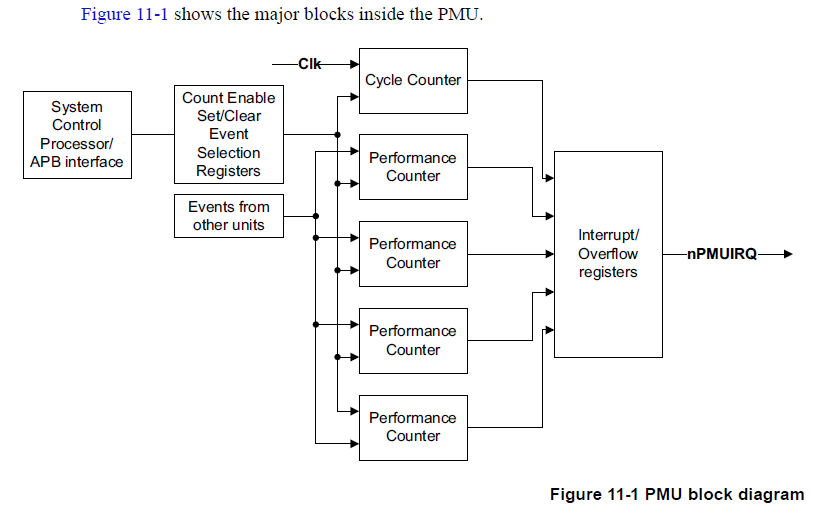 Figure 11-1 shows the major blocks inside the PMU.
Clk
Cycle Counter
System
Control
Processor/
APB interface
Count Enable
Set/Clear
Event
Selection
Registers
Events from
other units
Performance
Counter
Performance
Counter
Performance
Counter
Performance
Counter
Interrupt/
Overflow
registers
nPMUIRQ
Figure 11-1 PMU block diagram